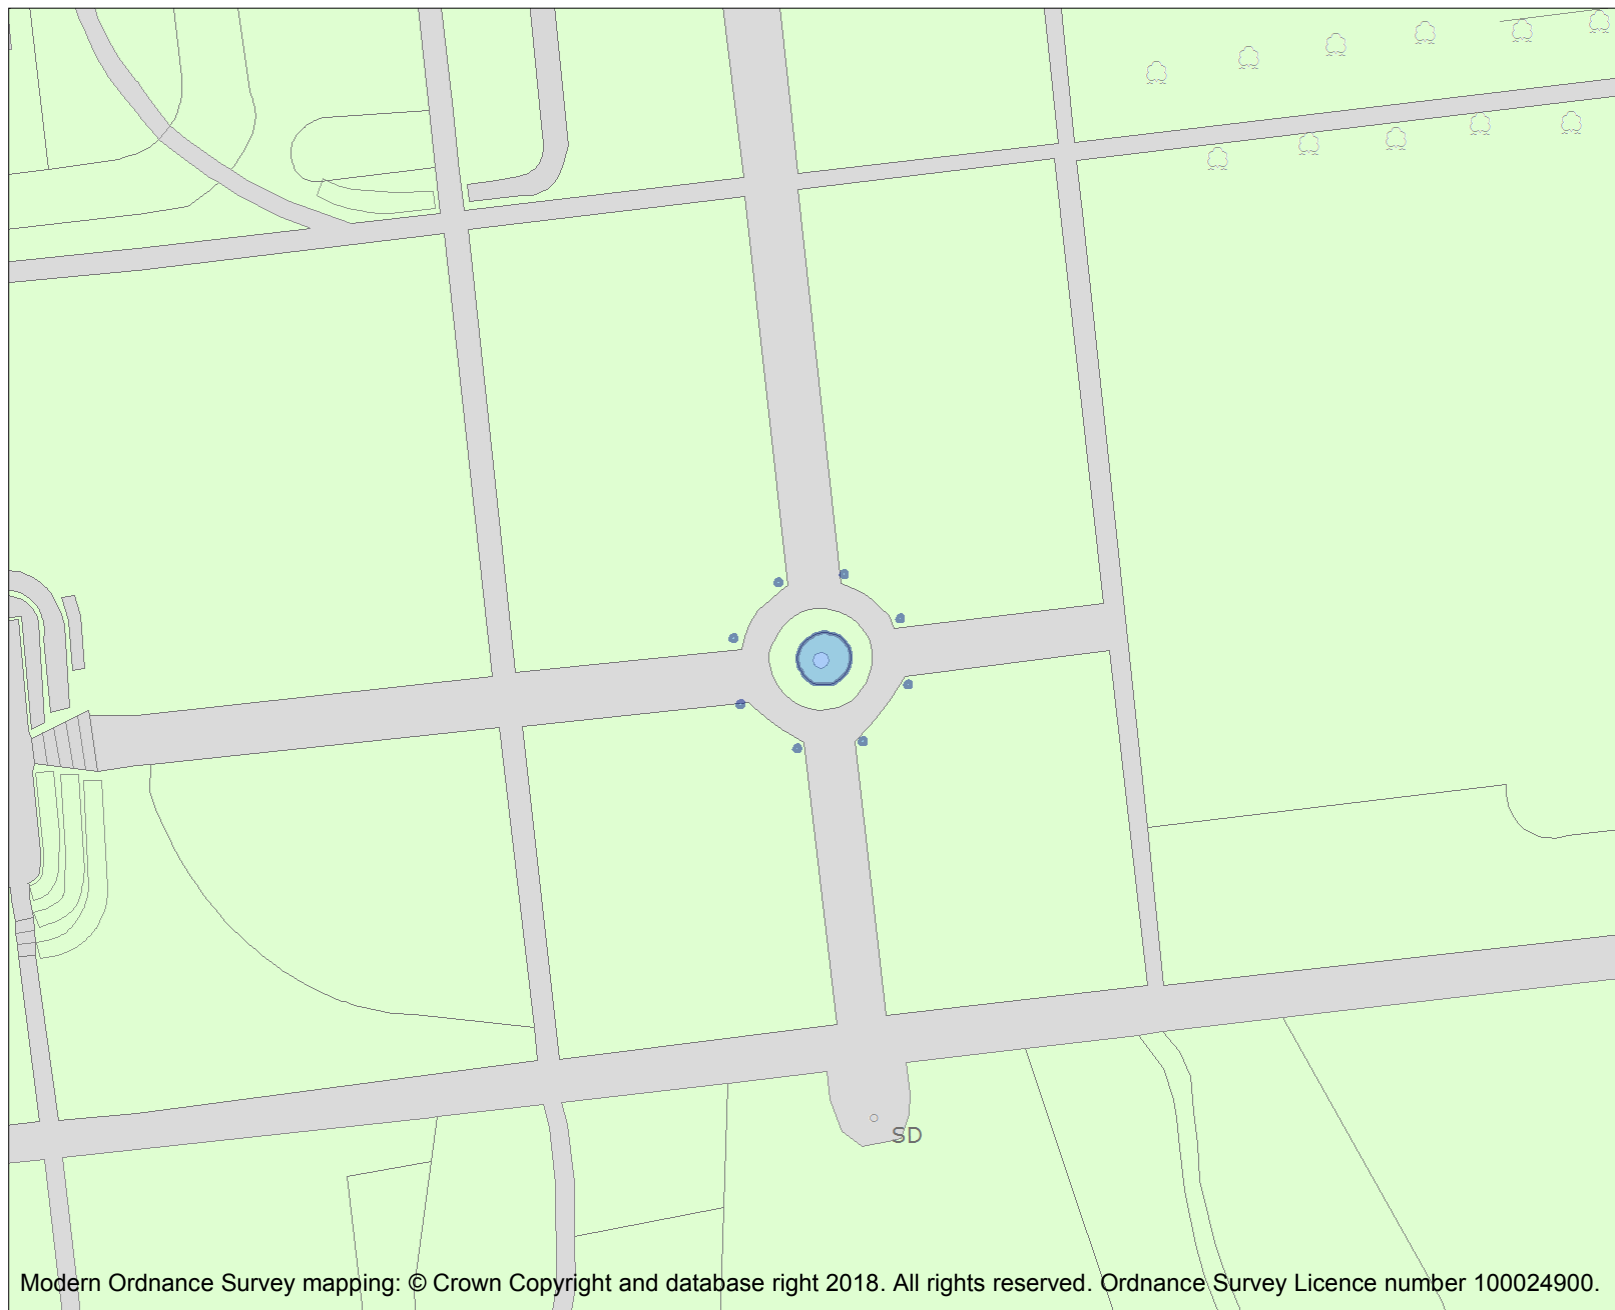 SD
Modern Ordnance Survey mapping: © Crown Copyright and database right 2018. All rights reserved. Ordnance Survey Licence number 100024900.